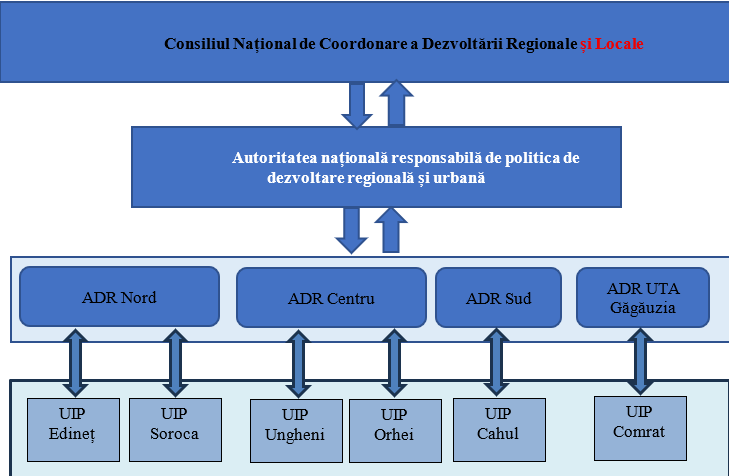 Consiliul Național de Coordonare a Dezvoltării Regionale și Locale
Autoritatea națională responsabilă de politica de
dezvoltare regională și urbană
ADR Nord
ADR Centru
ADR Sud
ADR UTA
Găgăuzia
UIP
Edineț
UIP
Soroca
UIP
Ungheni
UIP
Orhei
UIP
Cahul
UIP
Comrat